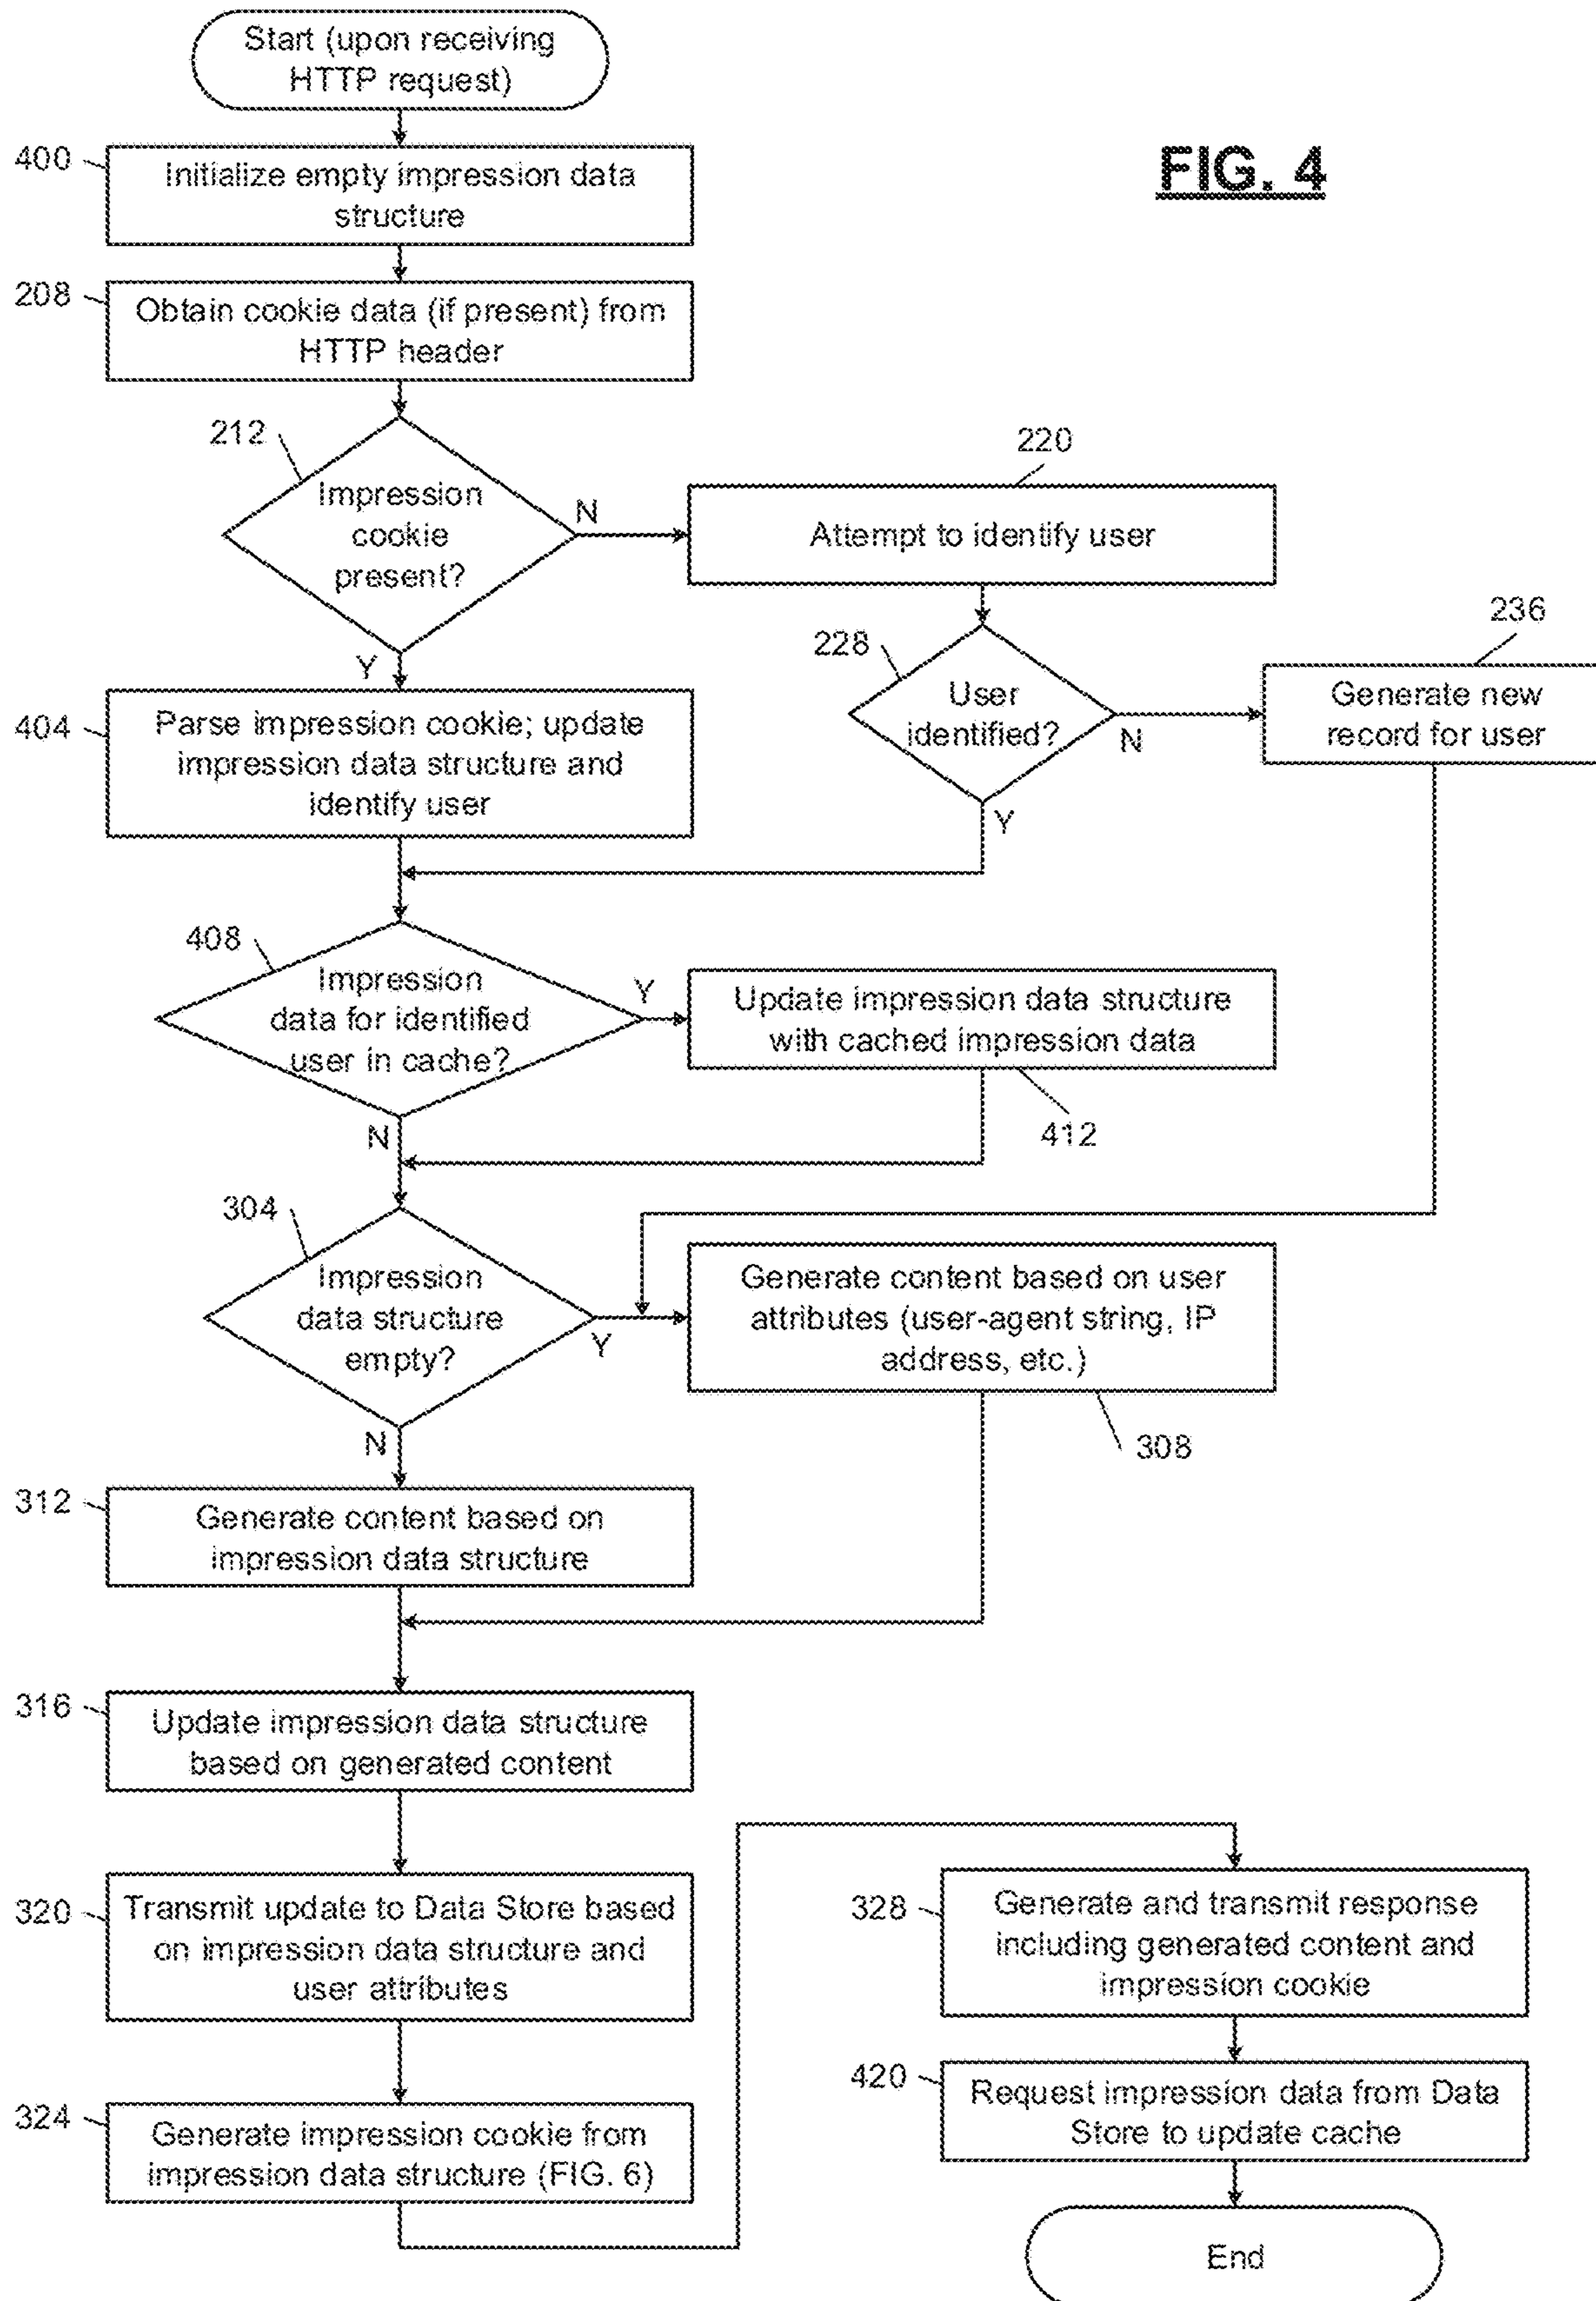 Start (upon receiving
HTTP request)
FIG. 4
400
Initialize empty impression data
structure
208
Obtain cookie data (if present) from
HTTP header
212
Impression
cookie
present?
N
Y
220
Attempt to identify user
228
User
identified?
N
Y
236
Generate new
record for user
404
Parse impression cookie; update
impression data structure and
identify user
408
Impression
data for identified
user in cache?
Y
N
Update impression data structure
with cached impression data
412
304
Impression
data structure
empty?
Y
N
Generate content based on user
attributes (user-agent string, IP
address, etc.)
308
312
Generate content based on
impression data structure
316
Update impression data structure
based on generated content
320
Transmit update to Data Store based
on impression data structure and
user attributes
324
Generate impression cookie from
impression data structure (FIG. 6)
328
Generate and transmit response
including generated content and
impression cookie
420
Request impression data from Data
Store to update cache
End